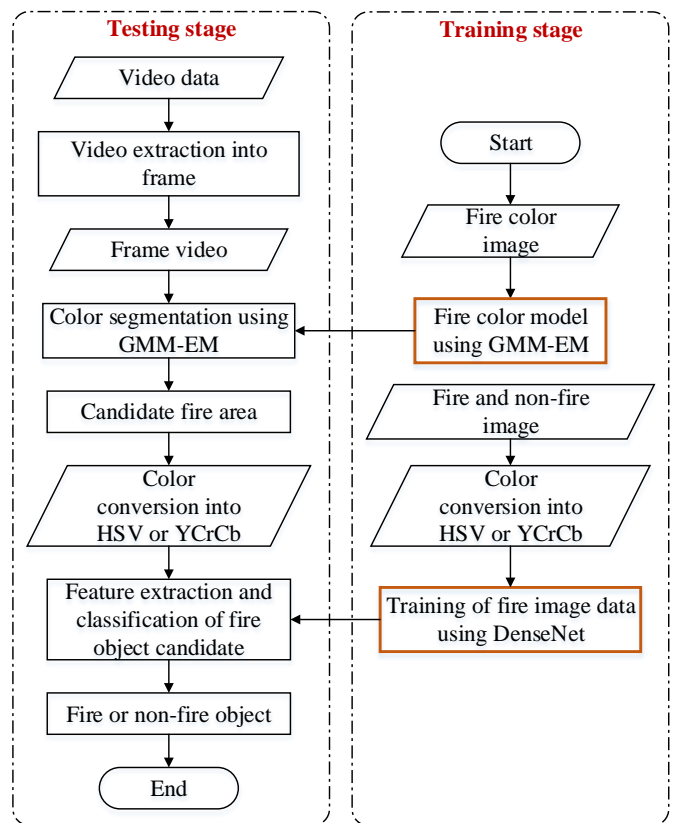 Testing stage
Video data
Video extraction into
frame
Frame video
Color segmentation using
GMM-EM
Candidate fire area
Color
conversion into
HSV or YCrCb
Feature extraction and
classification of fire
object candidate
Fire or non-fire object
End
Training stage
Start
Fire color
image
Fire color model
using GMM-EM
Fire and non-fire
image
Color
conversion into
HSV or YCrCb
Training of fire image data
using DenseNet